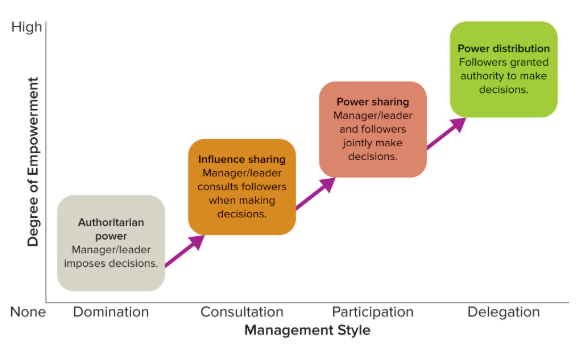 High
Degree of Empowerment
None
Authoritarian
power
Manager/leader
imposes decisions.
Influence sharing
Manager/leader
consults followers
when making
decisions.
Power sharing
Manager/leader
and followers
jointly make
decisions.
Power distribution
Followers granted
authority to make
decisions.
Domination
Consultation
Participation
Delegation
Management Style